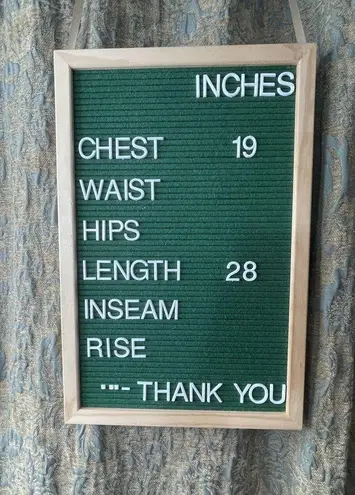 INCHES
CHEST 19
WAIST
HIPS
LENGTH 28
INSEAM
RISE
THANK YOU